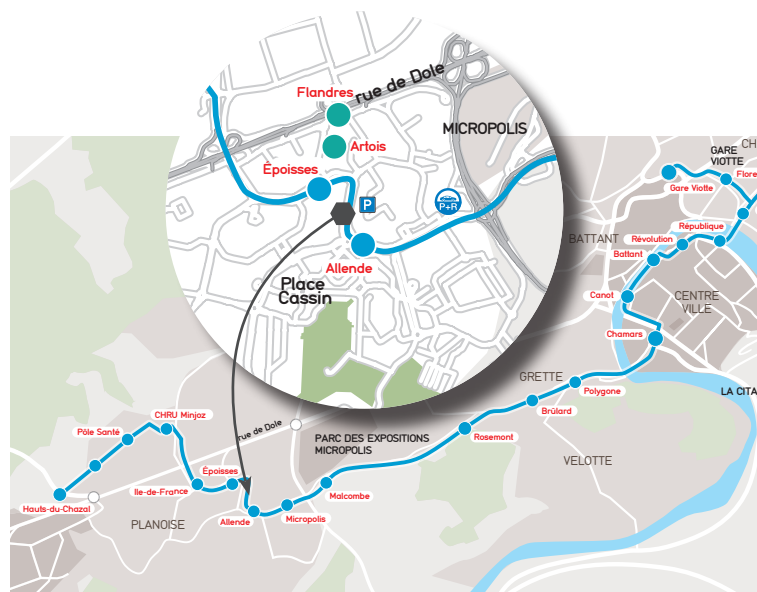 rue de Dole
Flandres
MICROPOLIS
Artois
Époisses
P
P+R
Allende
Place
Cassin
CH
GARE
VIOTTE
Flore
Gare Viotte
République
Révolution
BATTANT
Battant
Canot
CENTRE
VILLE
Chamars
GRETTE
Polygone
LA CITA
Brûlard
CHRU Minjoz
Pôle Santé
rue de Dole
PARC DES EXPOSITIONS
MICROPOLIS
Rosemont
VELOTTE
Époisses
Ile-de-France
Malcombe
Hauts-du-Chazal
PLANOISE
Allende
Micropolis